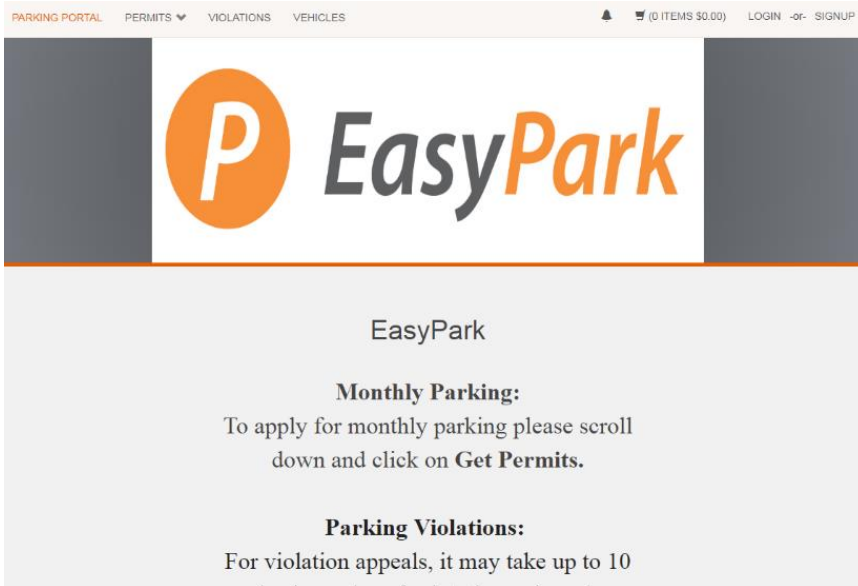 PARKING PORTAL PERMITS VIOLATIONS VEHICLES (0 ITEMS $0.00) LOGIN -or- SIGNUP
P EasyPark
EasyPark
Monthly Parking:
To apply for monthly parking please scroll
down and click on Get Permits.
Parking Violations:
For violation appeals, it may take up to 10